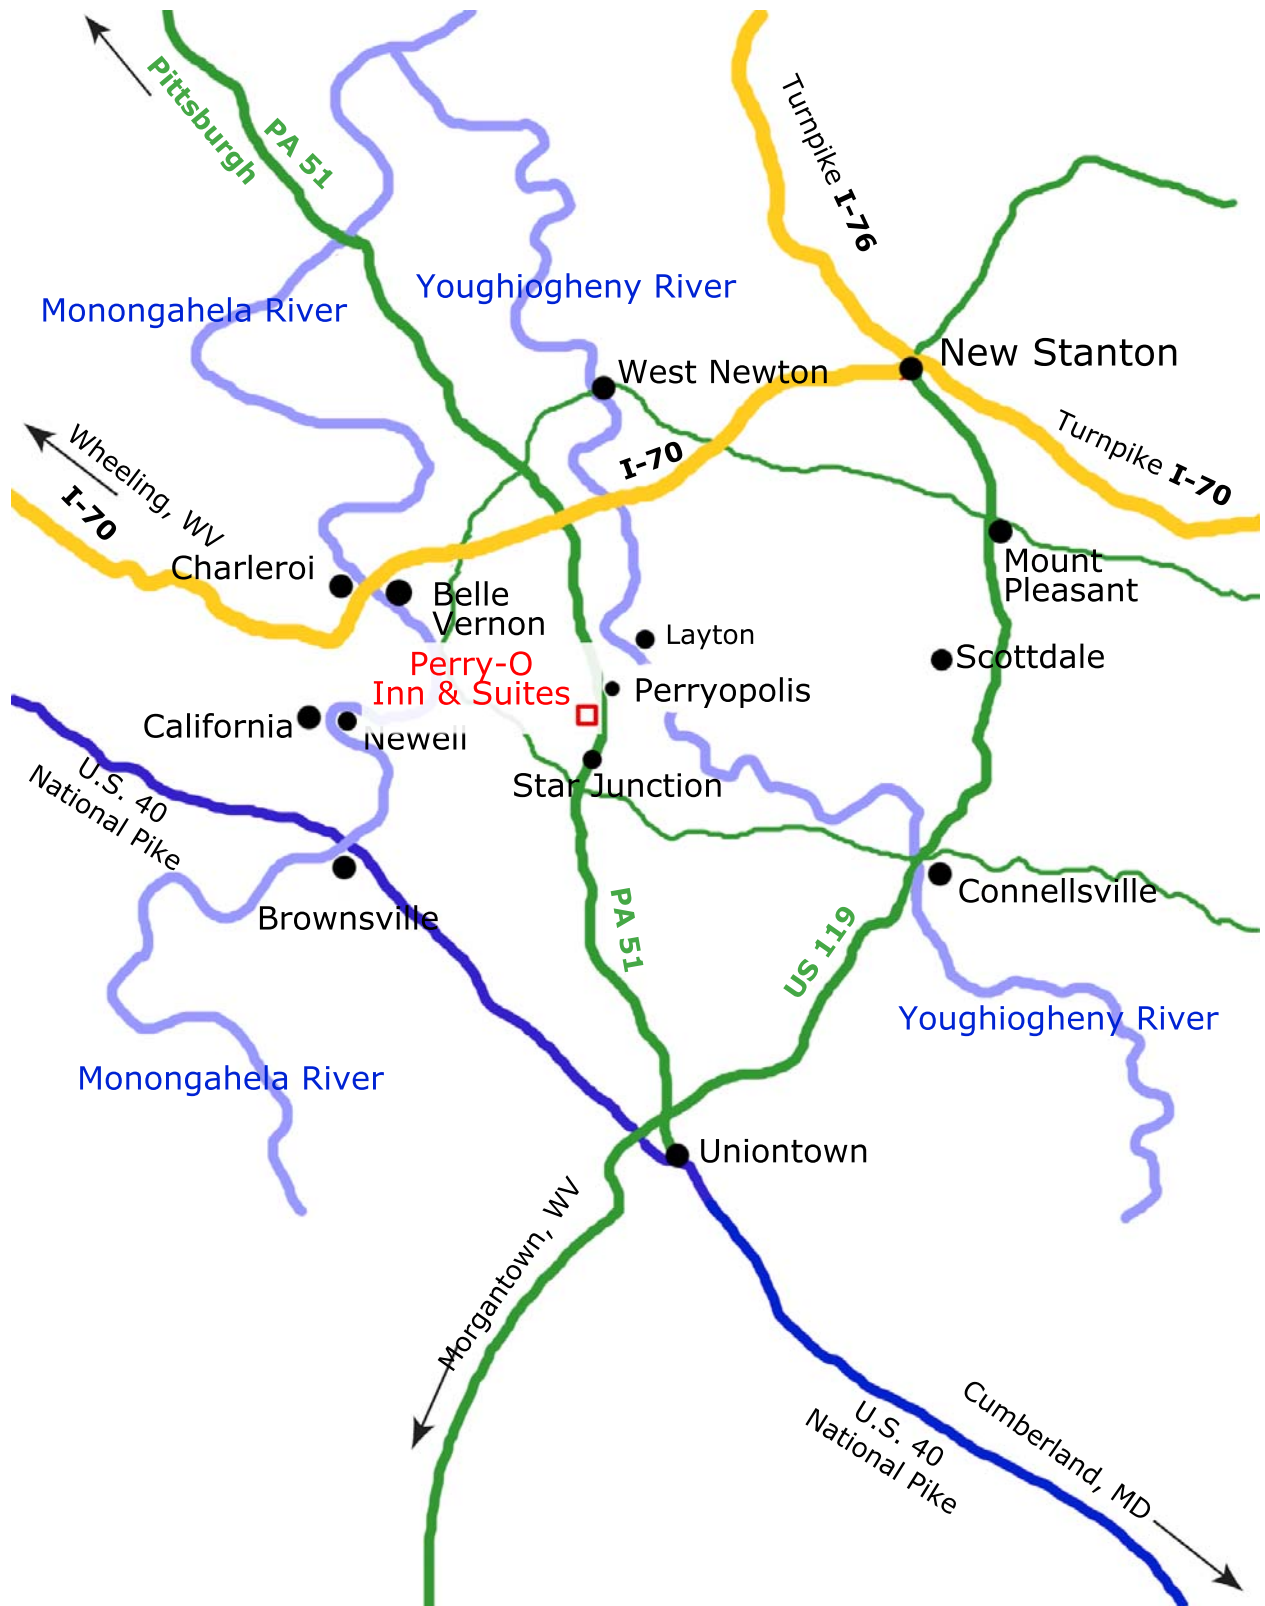 Pittsburgh
PA 51
Turnpike I-76
Youghiogheny River
Monongahela River
New Stanton
West Newton
Turnpike I-70
I-70
Wheeling, WV
I-70
Charleroi
Mount
Pleasant
Belle
Vernon
Layton
Scottdale
Perry-O
Inn & Suites
Perryopolis
California
Newell
Star Junction
U.S. 40
National Pike
Connellsville
Brownsville
PA 51
US 119
Youghiogheny River
Monongahela River
Uniontown
Morgantown, WV
Cumberland, MD
U.S. 40
National Pike